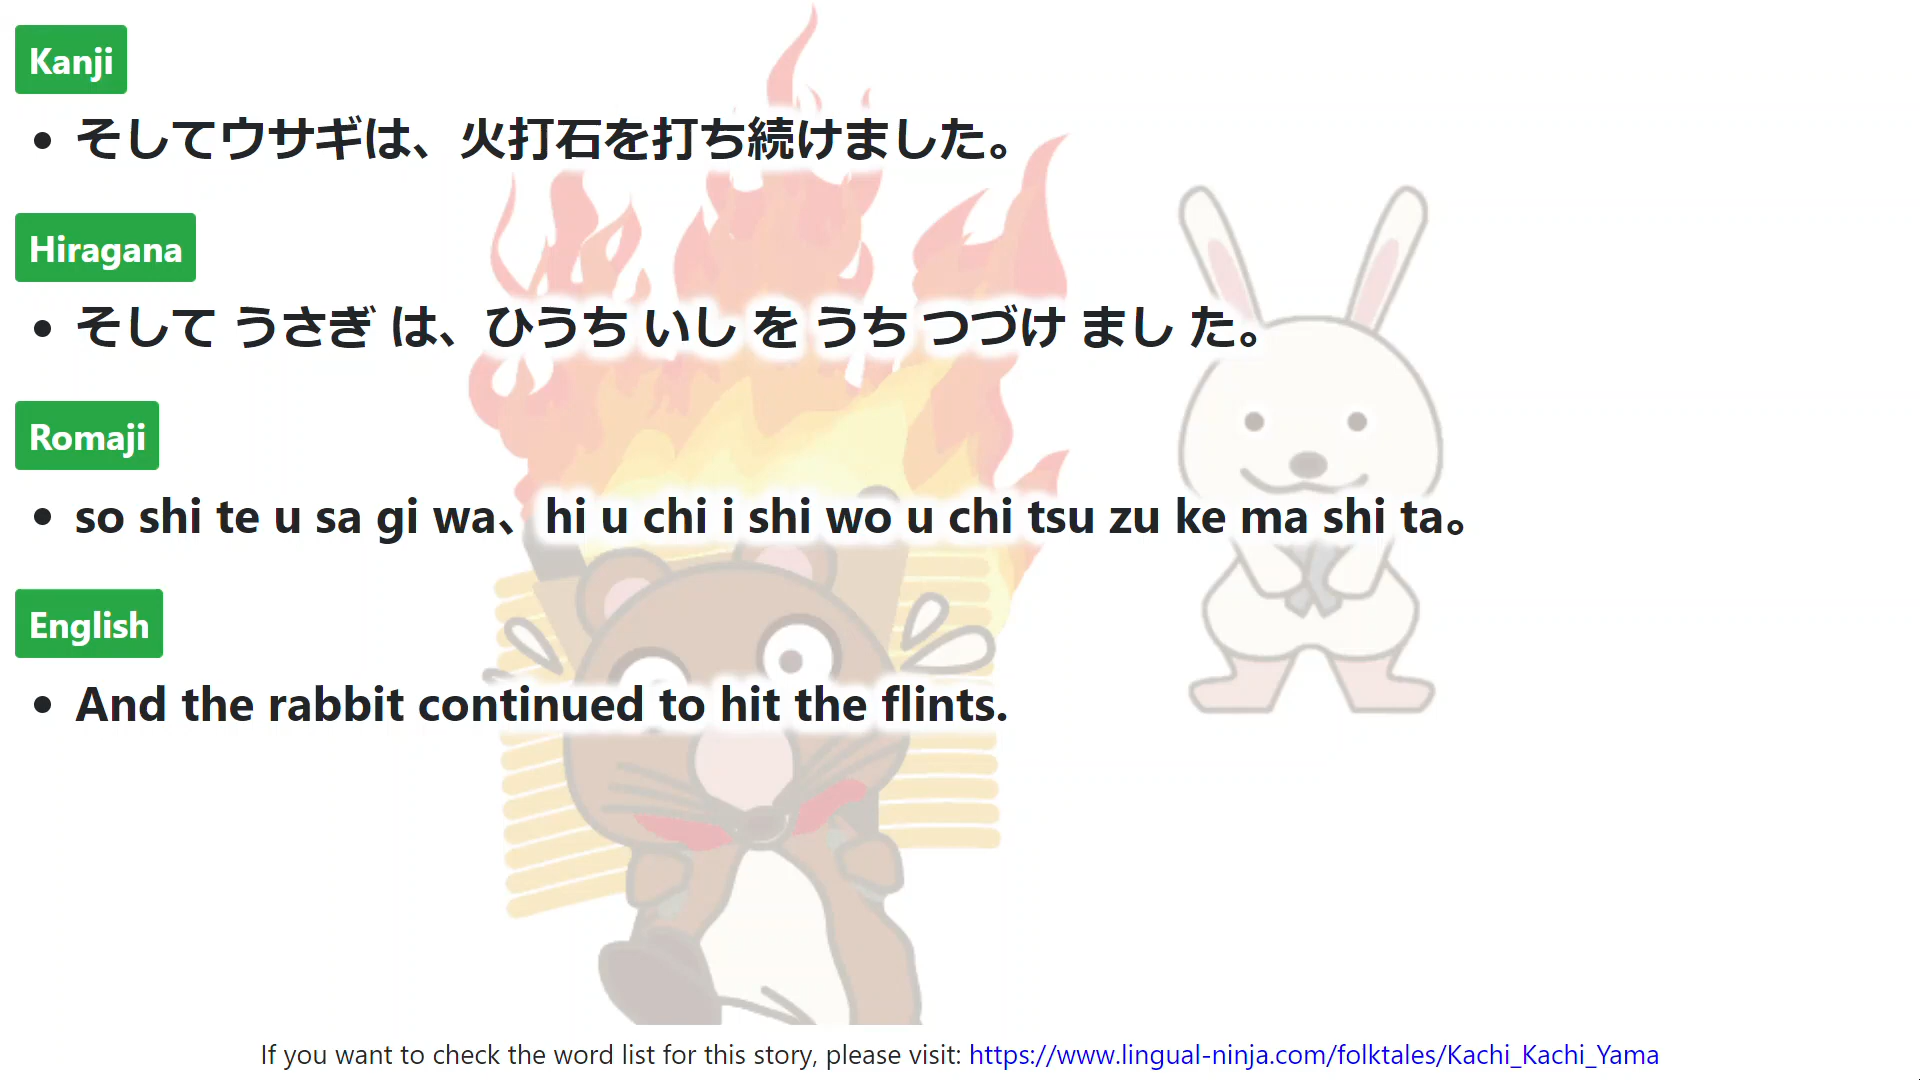 Kanji
• そしてウサギは、火打石を打ち続けました。
Hiragana
• そして うさぎ は、ひうち いし を うち つづけ まし た。
Romaji
• so shi te u sa gi wa、 hi u chi i shi wo u chi tsu zu ke ma shi ta。
English
• And the rabbit continued to hit the flints.
If you want to check the word list for this story, please visit: https://www.lingual-ninja.com/folktales/Kachi_Kachi_Yama